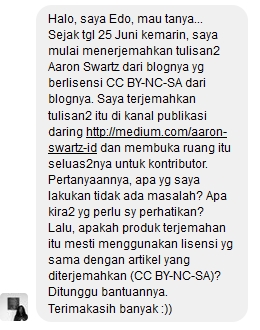 Halo, saya Edo, mau tanya...
Sejak tgl 25 Juni kemarin, saya
mulai menerjemahkan tulisan2
Aaron Swartz dari blognya yg
berlisensi CC BY-NC-SA dari
blognya. Saya terjemahkan
tulisan2 itu di kanal publikasi
daring http://medium.com/aaron-
swartz-id dan membuka ruang itu
seluas2nya untuk kontributor.
Pertanyaannya, apa yg saya
lakukan tidak ada masalah? Apa
kira2 yg perlu sy perhatikan?
Lalu, apakah produk terjemahan
itu mesti menggunakan lisensi yg
sama dengan artikel yang
diterjemahkan (CC BY-NC-SA)?
Ditunggu bantuannya.
Terimakasih banyak :))